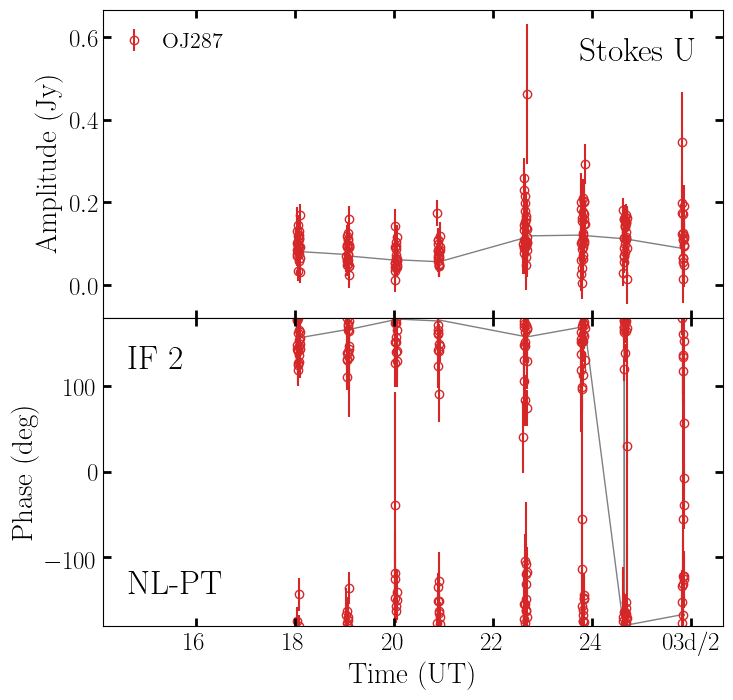 0.6
0.4
0.2
0.0
Amplitude (Jy)
OJ287
Stokes U
100
0
−100
Phase (deg)
IF 2
NL-PT
16 18 20 22 24 03d/2
Time (UT)